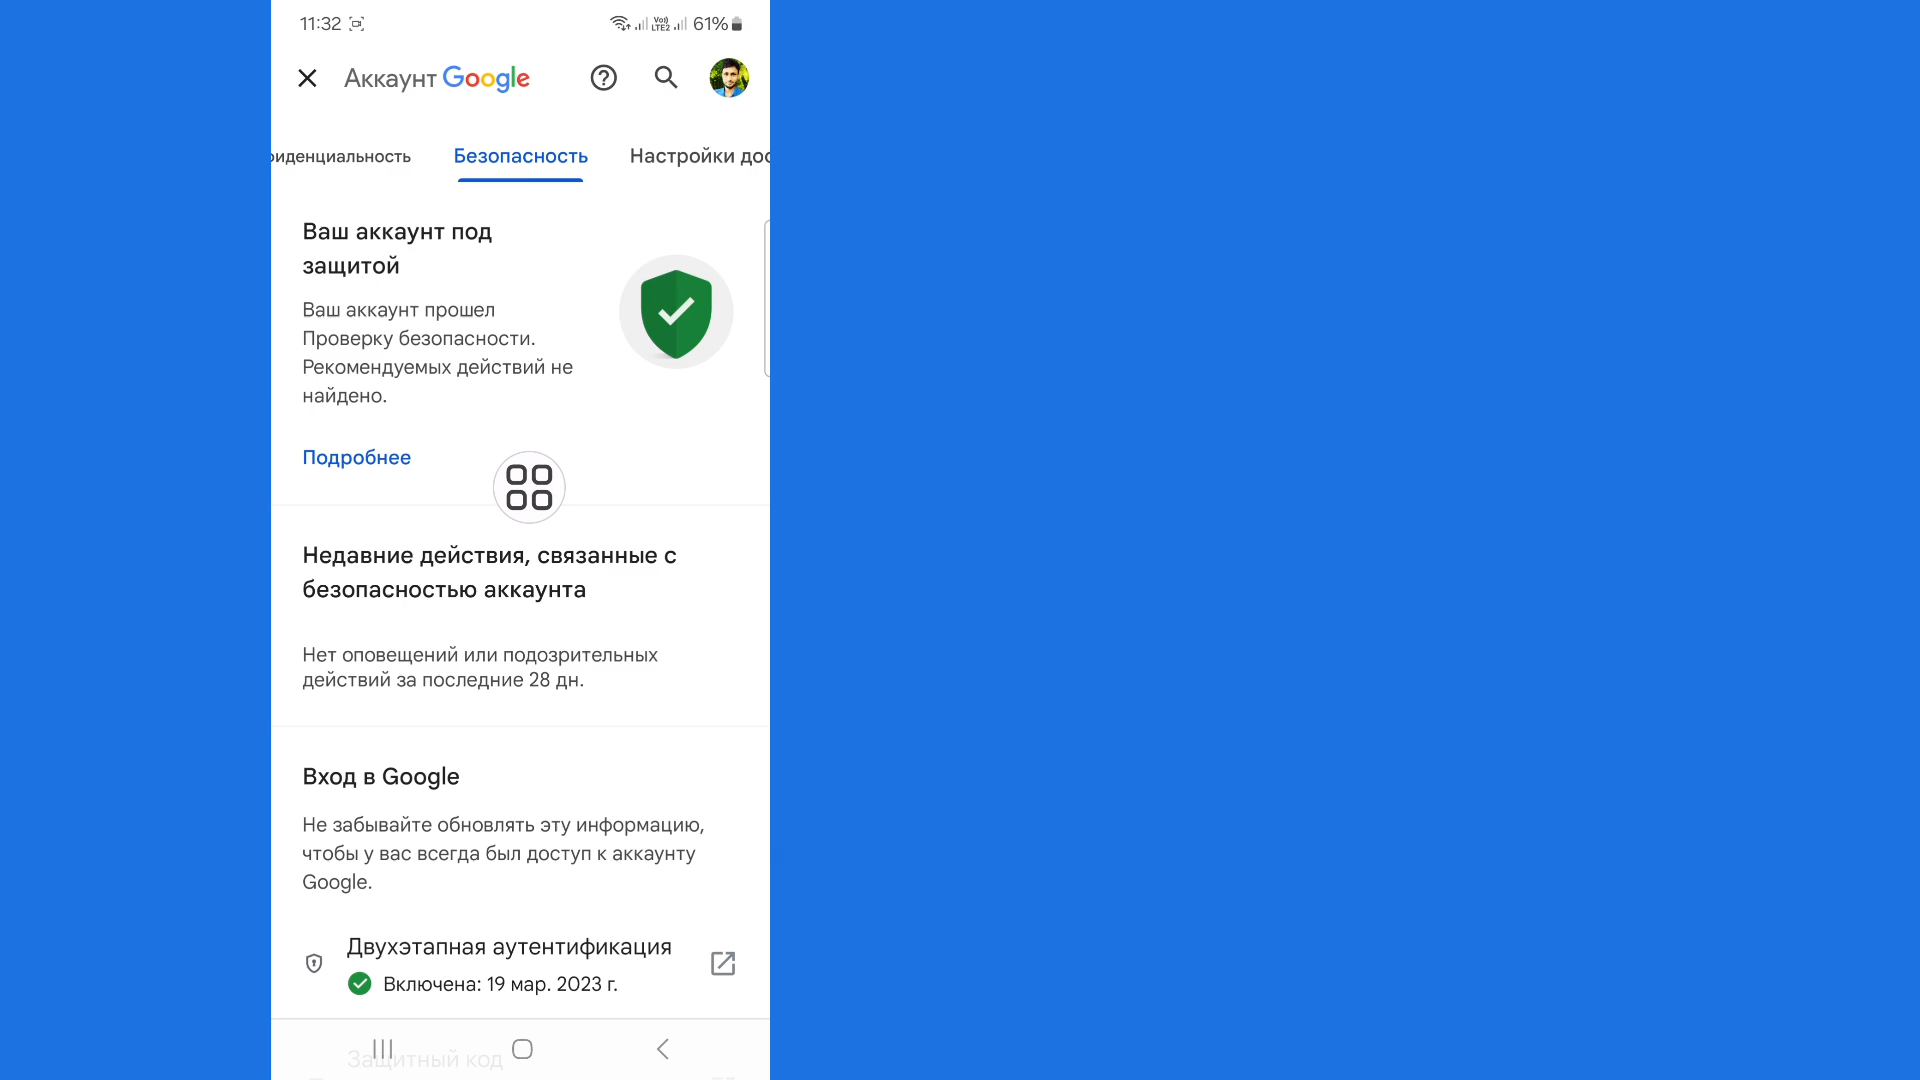 11:32 Vo)) LTE2 61%
Аккаунт Google
фиденциальность Безопасность Настройки дос
Ваш аккаунт под
защитой
Ваш аккаунт прошел
Проверку безопасности.
Рекомендуемых действий не
найдено.
Подробнее
Недавние действия, связанные с
безопасностью аккаунта
Нет оповещений или подозрительных
действий за последние 28 дн.
Вход в Google
Не забывайте обновлять эту информацию,
чтобы у вас всегда был доступ к аккаунту
Google.
Двухэтапная аутентификация
Включена: 19 мар. 2023 г.
Защитный код